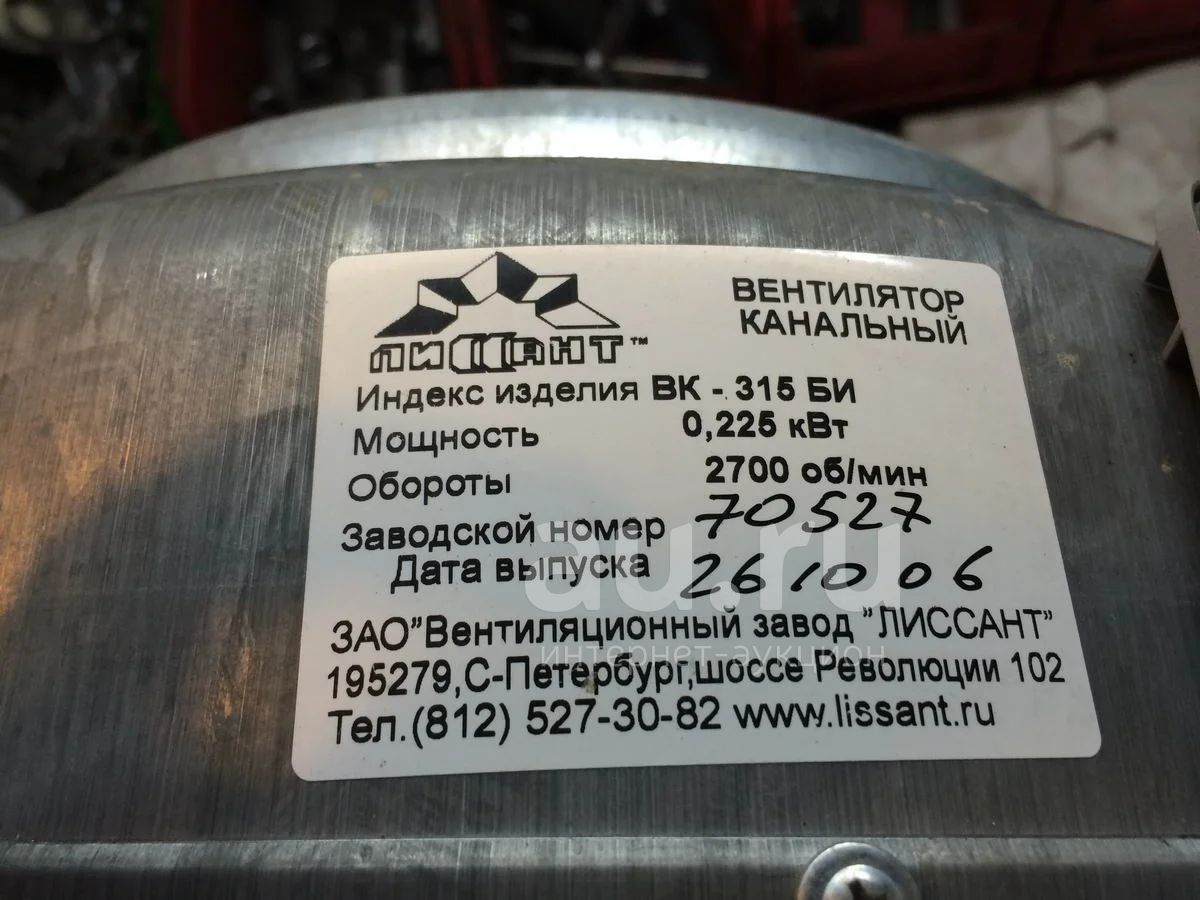 ЛИССАНТ™
ВЕНТИЛЯТОР
КАНАЛЬНЫЙ
Индекс изделия ВК - 315 БИ
Мощность 0,225 кВт
Обороты 2700 об/мин
Заводской номер 70527
Дата выпуска 26 10 06
ЗАО"Вентиляционный завод "ЛИССАНТ"
195279,С-Петербург,шоссе Революции 102
Тел.(812) 527-30-82 www.lissant.ru
au.ru
интернет-аукцион